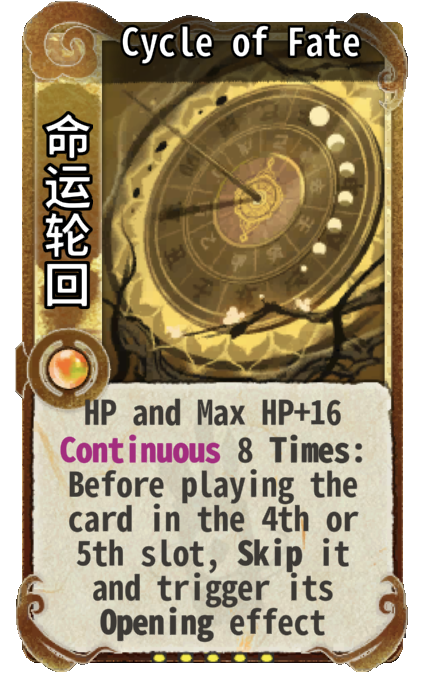 Cycle of Fate
命运轮回
HP and Max HP+16
Continuous 8 Times:
Before playing the
card in the 4th or
5th slot, Skip it
and trigger its
Opening effect